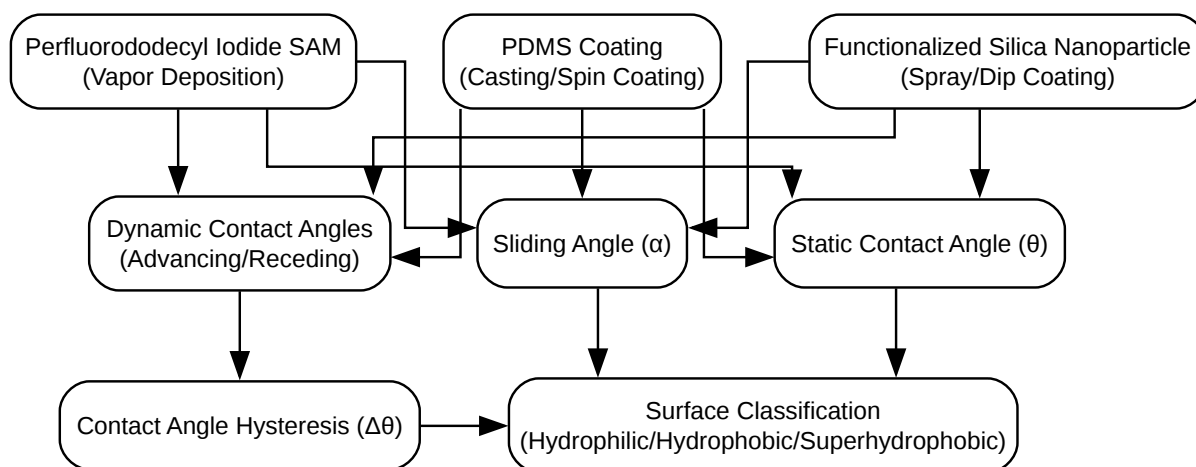 Perfluorododecyl Iodide SAM
(Vapor Deposition)
PDMS Coating
(Casting/Spin Coating)
Functionalized Silica Nanoparticle
(Spray/Dip Coating)
Dynamic Contact Angles
(Advancing/Receding)
Sliding Angle (α)
Static Contact Angle (θ)
Contact Angle Hysteresis (Δθ)
Surface Classification
(Hydrophilic/Hydrophobic/Superhydrophobic)